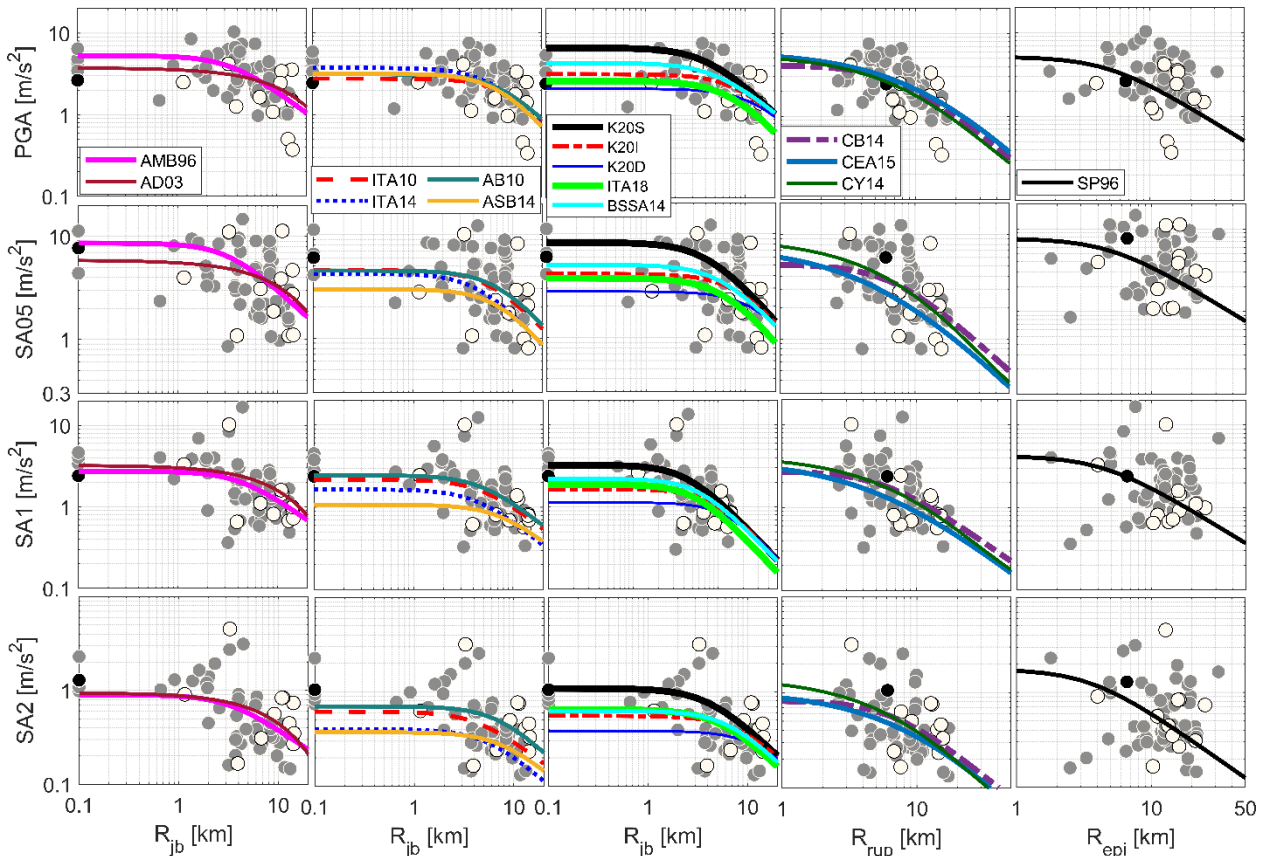 10
1
0.1
PGA [m/s²]
AMB96
AD03
ITA10
AB10
ITA14
ASB14
K20S
K20I
K20D
ITA18
BSSA14
CB14
CEA15
CY14
SP96
10
1
0.3
SA05 [m/s²]
10
1
0.1
SA1 [m/s²]
1
0.1
SA2 [m/s²]
0.1 1 10
0.1 1 10
0.1 1 10
1 10
1 10 50
R_jb [km]
R_jb [km]
R_jb [km]
R_rup [km]
R_epi [km]